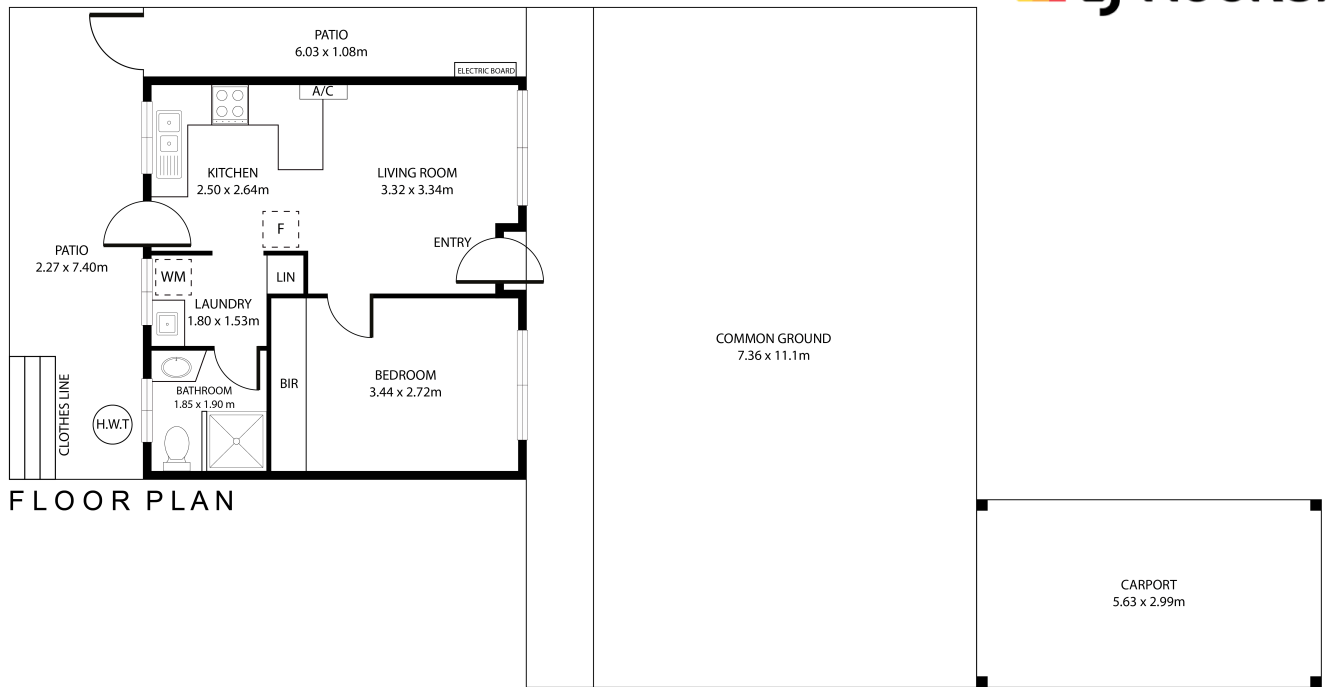 PATIO
6.03 x 1.08m
ELECTRIC BOARD
A/C
KITCHEN
2.50 x 2.64m
LIVING ROOM
3.32 x 3.34m
F
ENTRY
PATIO
2.27 x 7.40m
WM
LIN
LAUNDRY
1.80 x 1.53m
COMMON GROUND
7.36 x 11.1m
BIR
BEDROOM
3.44 x 2.72m
BATHROOM
1.85 x 1.90 m
CLOTHES LINE
H.W.T
FLOOR PLAN
CARPORT
5.63 x 2.99m